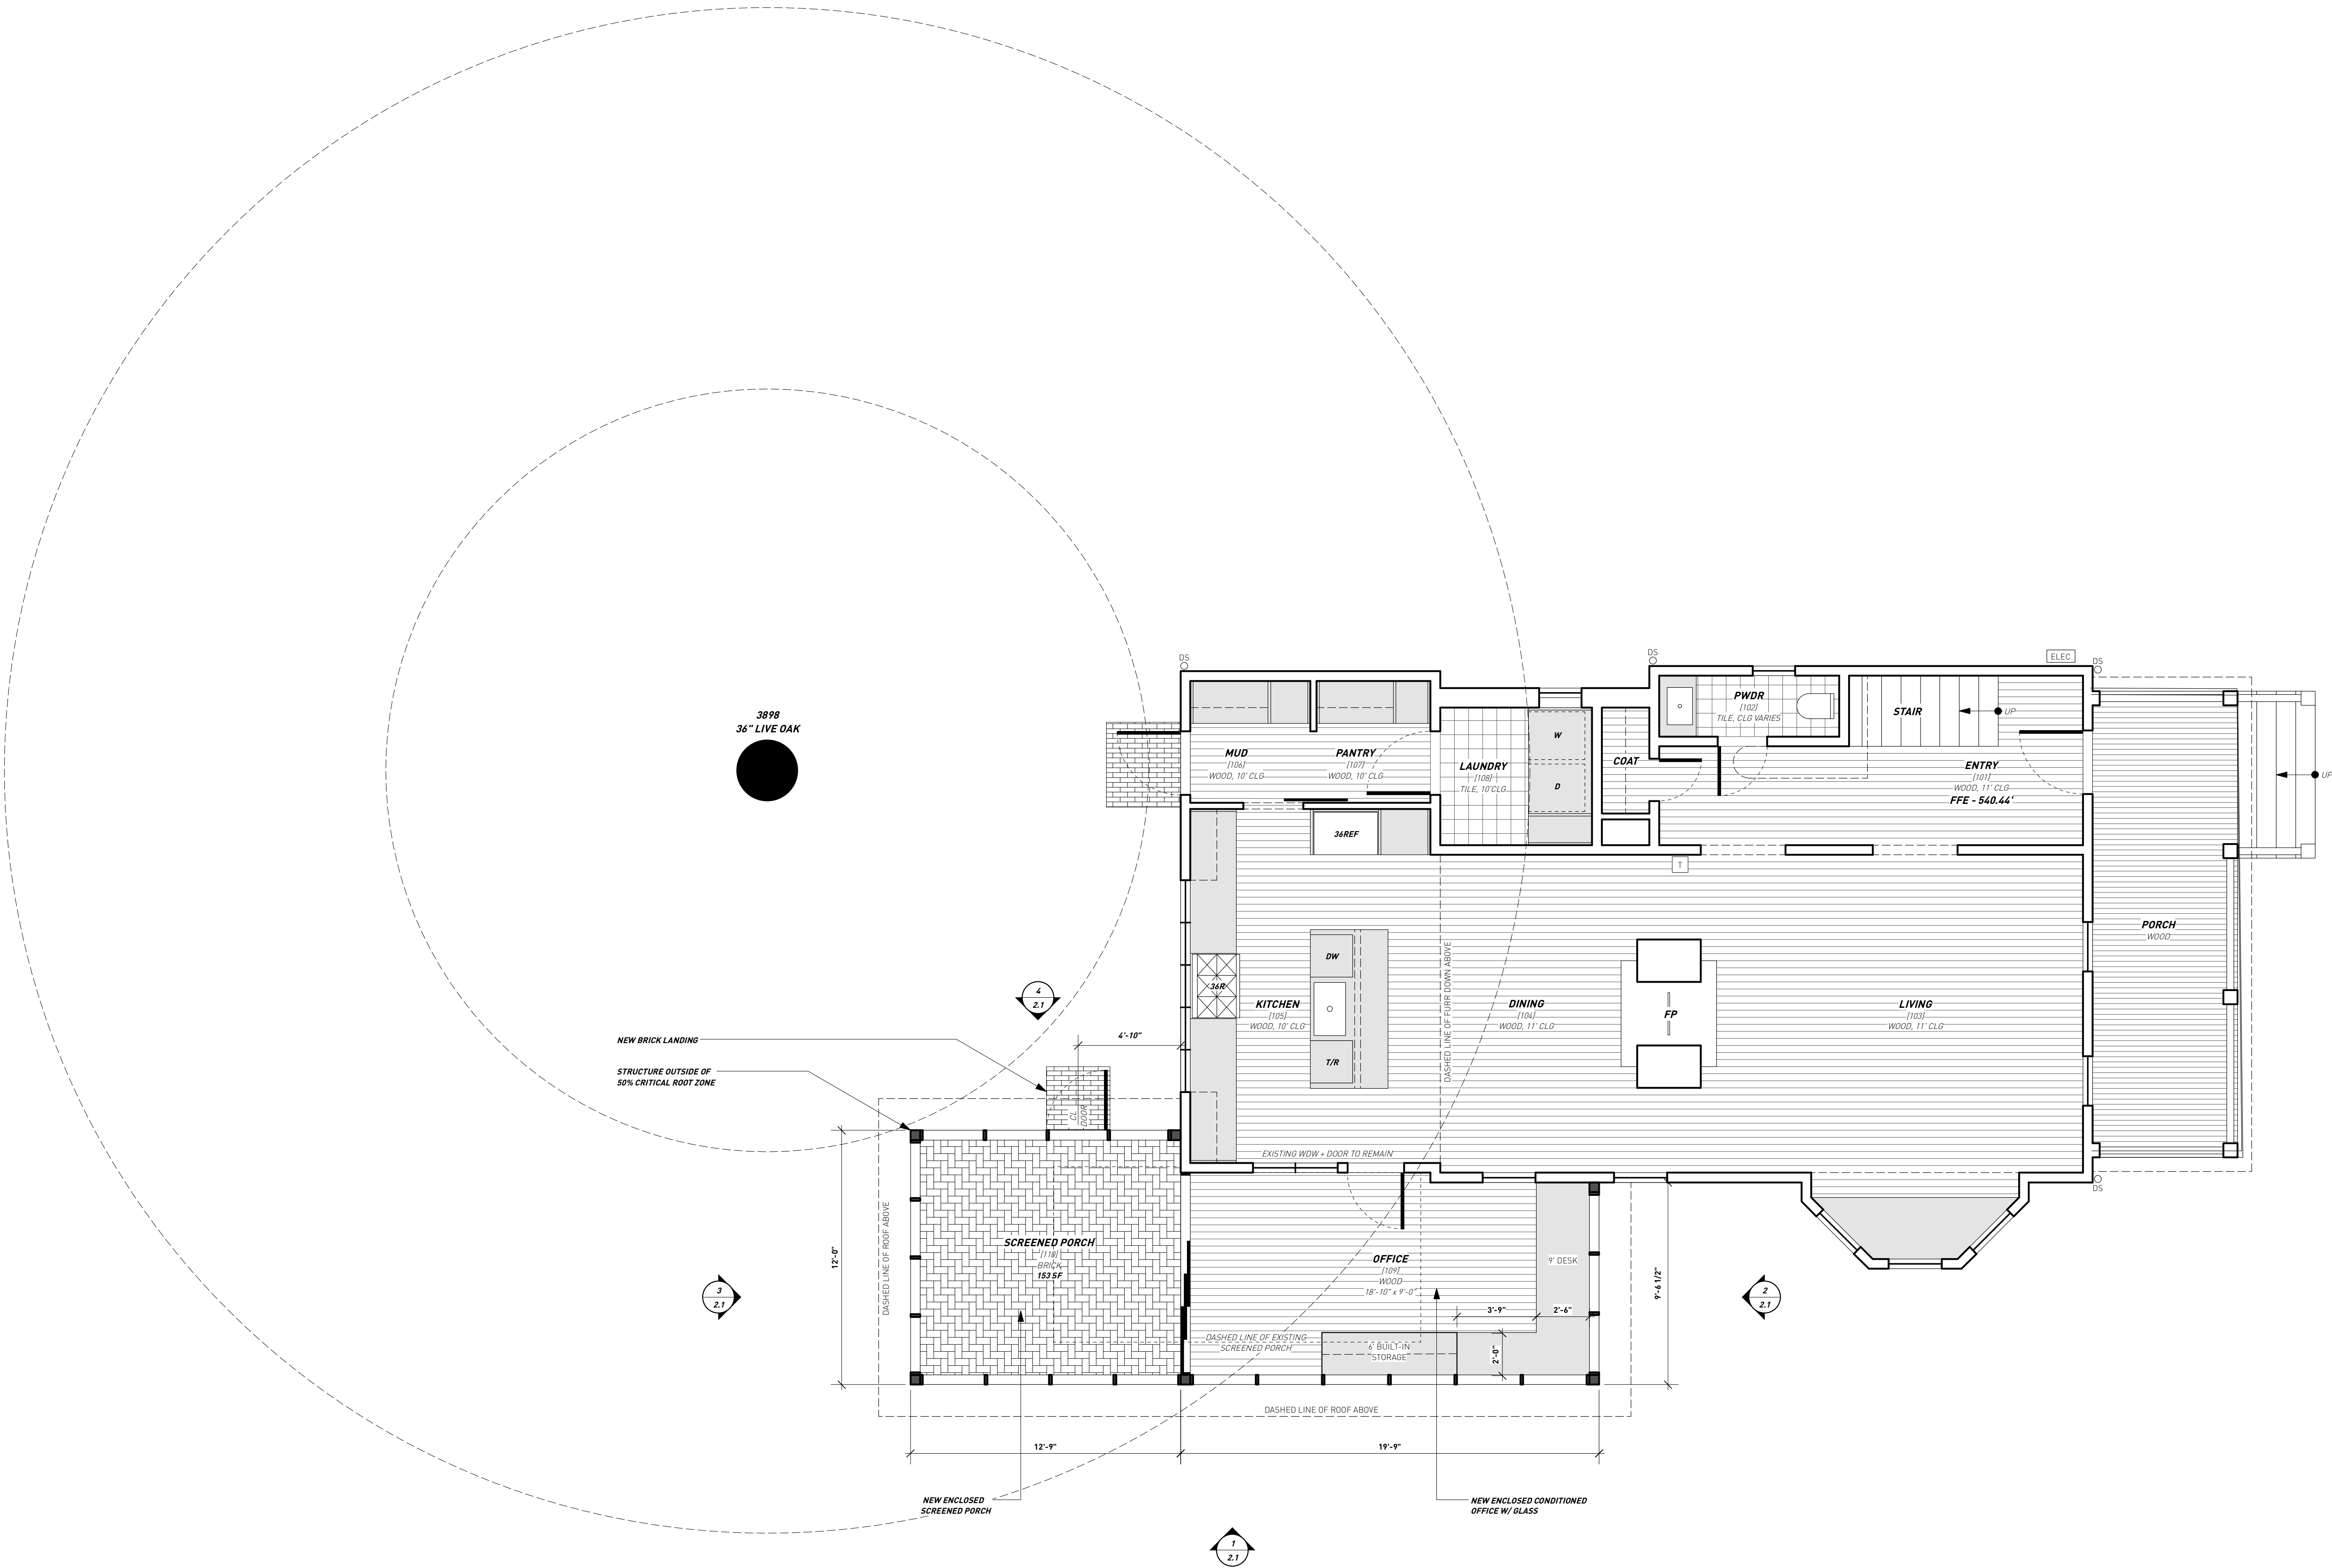 DS
DS
ELEC
DS
3898
36" LIVE OAK
PWDR
[102]
TILE, CLG VARIES
STAIR
UP
W
MUD
[106]
WOOD, 10' CLG
PANTRY
[107]
WOOD, 10' CLG
LAUNDRY
[108]
TILE, 10'CLG
COAT
D
ENTRY
[101]
WOOD, 11' CLG
FFE - 540.44'
UP
36REF
T
PORCH
WOOD
DW
36R
KITCHEN
[105]
WOOD, 10' CLG
T/R
DASHED LINE OF FURR DOWN ABOVE
DINING
[104]
WOOD, 11' CLG
FP
LIVING
[103]
WOOD, 11' CLG
4
2.1
4'-10"
NEW BRICK LANDING
STRUCTURE OUTSIDE OF
50% CRITICAL ROOT ZONE
CL
DOOR
EXISTING WDW + DOOR TO REMAIN
DS
DASHED LINE OF ROOF ABOVE
12'-0"
SCREENED PORCH
[110]
BRICK
153 SF
OFFICE
[109]
WOOD
18'-10" x 9'-0"
9' DESK
9'-6 1/2"
3
2.1
2
2.1
3'-9"
2'-6"
DASHED LINE OF EXISTING
SCREENED PORCH
6' BUILT-IN
STORAGE
2'-0"
DASHED LINE OF ROOF ABOVE
12'-9"
19'-9"
NEW ENCLOSED
SCREENED PORCH
NEW ENCLOSED CONDITIONED
OFFICE W/ GLASS
1
2.1